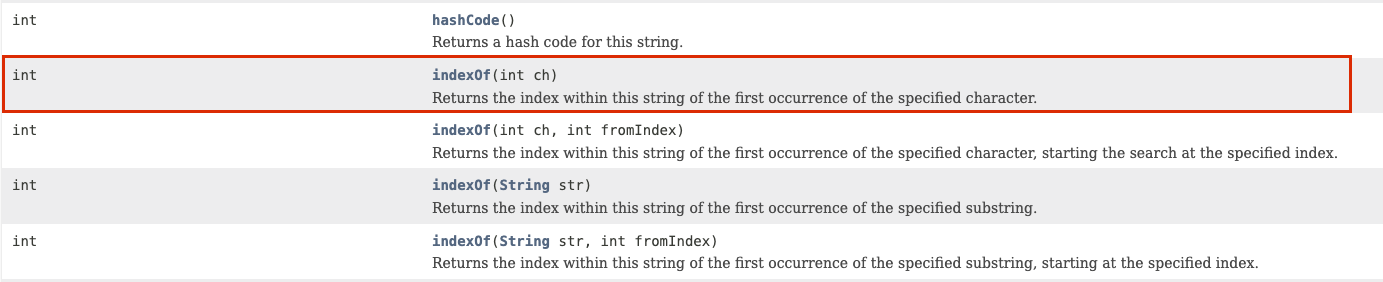 int hashCode()
Returns a hash code for this string.
int indexOf(int ch)
Returns the index within this string of the first occurrence of the specified character.
int indexOf(int ch, int fromIndex)
Returns the index within this string of the first occurrence of the specified character, starting the search at the specified index.
int indexOf(String str)
Returns the index within this string of the first occurrence of the specified substring.
int indexOf(String str, int fromIndex)
Returns the index within this string of the first occurrence of the specified substring, starting at the specified index.